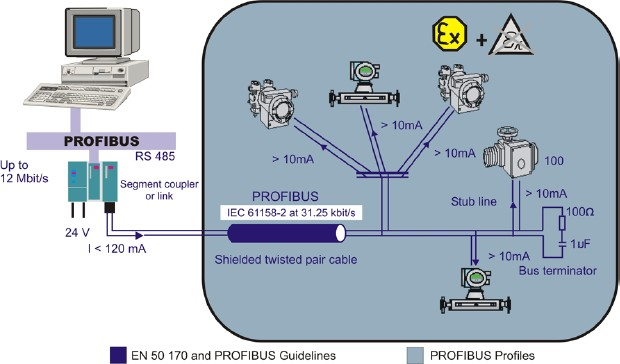 Ex
+
PROFIBUS
RS 485
Up to
12 Mbit/s
Segment coupler
or link
24 V
I < 120 mA
PROFIBUS
IEC 61158-2 at 31.25 kbit/s
Shielded twisted pair cable
> 10mA
> 10mA
> 10mA
100
> 10mA
Stub line
100Ω
1uF
> 10mA
Bus terminator
EN 50 170 and PROFIBUS Guidelines
PROFIBUS Profiles